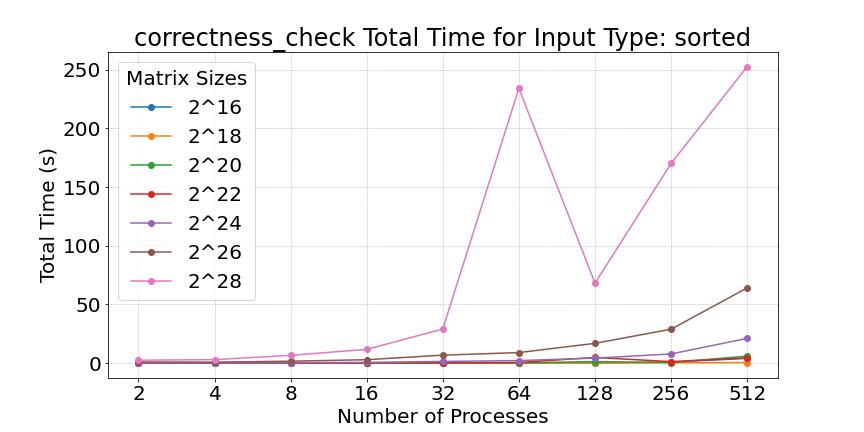 correctness_check Total Time for Input Type: sorted
Total Time (s)
250
200
150
100
50
0
Matrix Sizes
2^16
2^18
2^20
2^22
2^24
2^26
2^28
2 4 8 16 32 64 128 256 512
Number of Processes